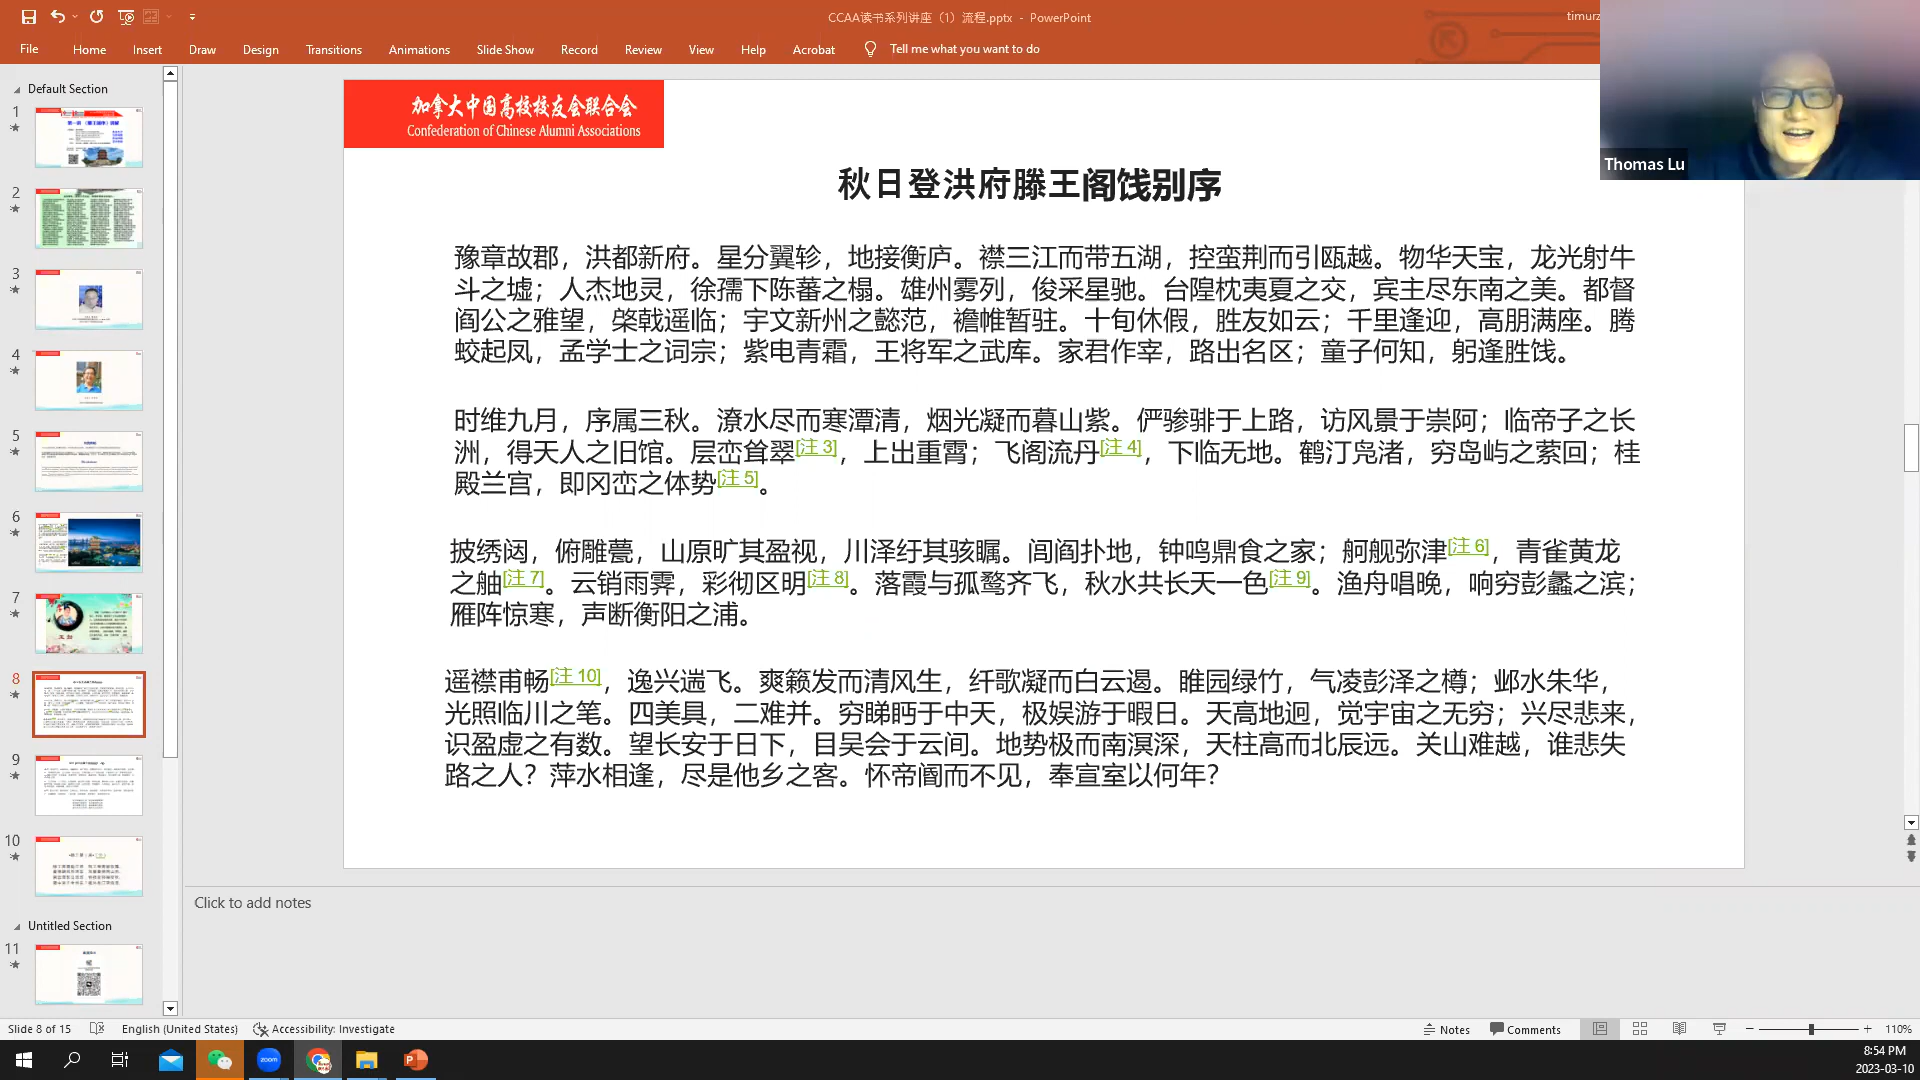 CCAA读书系列讲座（1）流程.pptx - PowerPoint
timurz
File Home Insert Draw Design Transitions Animations Slide Show Record Review View Help Acrobat Tell me what you want to do
Thomas Lu
Default Section
1
2
3
4
5
6
7
8
9
10
Untitled Section
11
加拿大中国高校校友会联合会
Confederation of Chinese Alumni Associations
秋日登洪府滕王阁饯别序
豫章故郡，洪都新府。星分翼轸，地接衡庐。襟三江而带五湖，控蛮荆而引瓯越。物华天宝，龙光射牛
斗之墟；人杰地灵，徐孺下陈蕃之榻。雄州雾列，俊采星驰。台隍枕夷夏之交，宾主尽东南之美。都督
阎公之雅望，棨戟遥临；宇文新州之懿范，襜帷暂驻。十旬休假，胜友如云；千里逢迎，高朋满座。腾
蛟起凤，孟学士之词宗；紫电青霜，王将军之武库。家君作宰，路出名区；童子何知，躬逢胜饯。
时维九月，序属三秋。潦水尽而寒潭清，烟光凝而暮山紫。俨骖騑于上路，访风景于崇阿；临帝子之长
洲，得天人之旧馆。层峦耸翠[注 3]，上出重霄；飞阁流丹[注 4]，下临无地。鹤汀凫渚，穷岛屿之萦回；桂
殿兰宫，即冈峦之体势[注 5]。
披绣闼，俯雕甍，山原旷其盈视，川泽纡其骇瞩。闾阎扑地，钟鸣鼎食之家；舸舰弥津[注 6]，青雀黄龙
之舳[注 7]。云销雨霁，彩彻区明[注 8]。落霞与孤鹜齐飞，秋水共长天一色[注 9]。渔舟唱晚，响穷彭蠡之滨；
雁阵惊寒，声断衡阳之浦。
遥襟甫畅[注 10]，逸兴遄飞。爽籁发而清风生，纤歌凝而白云遏。睢园绿竹，气凌彭泽之樽；邺水朱华，
光照临川之笔。四美具，二难并。穷睇眄于中天，极娱游于暇日。天高地迥，觉宇宙之无穷；兴尽悲来，
识盈虚之有数。望长安于日下，目吴会于云间。地势极而南溟深，天柱高而北辰远。关山难越，谁悲失
路之人？萍水相逢，尽是他乡之客。怀帝阍而不见，奉宣室以何年？
Click to add notes
Slide 8 of 15 English (United States) Accessibility: Investigate Notes Comments 110%
zoom
8:54 PM
2023-03-10